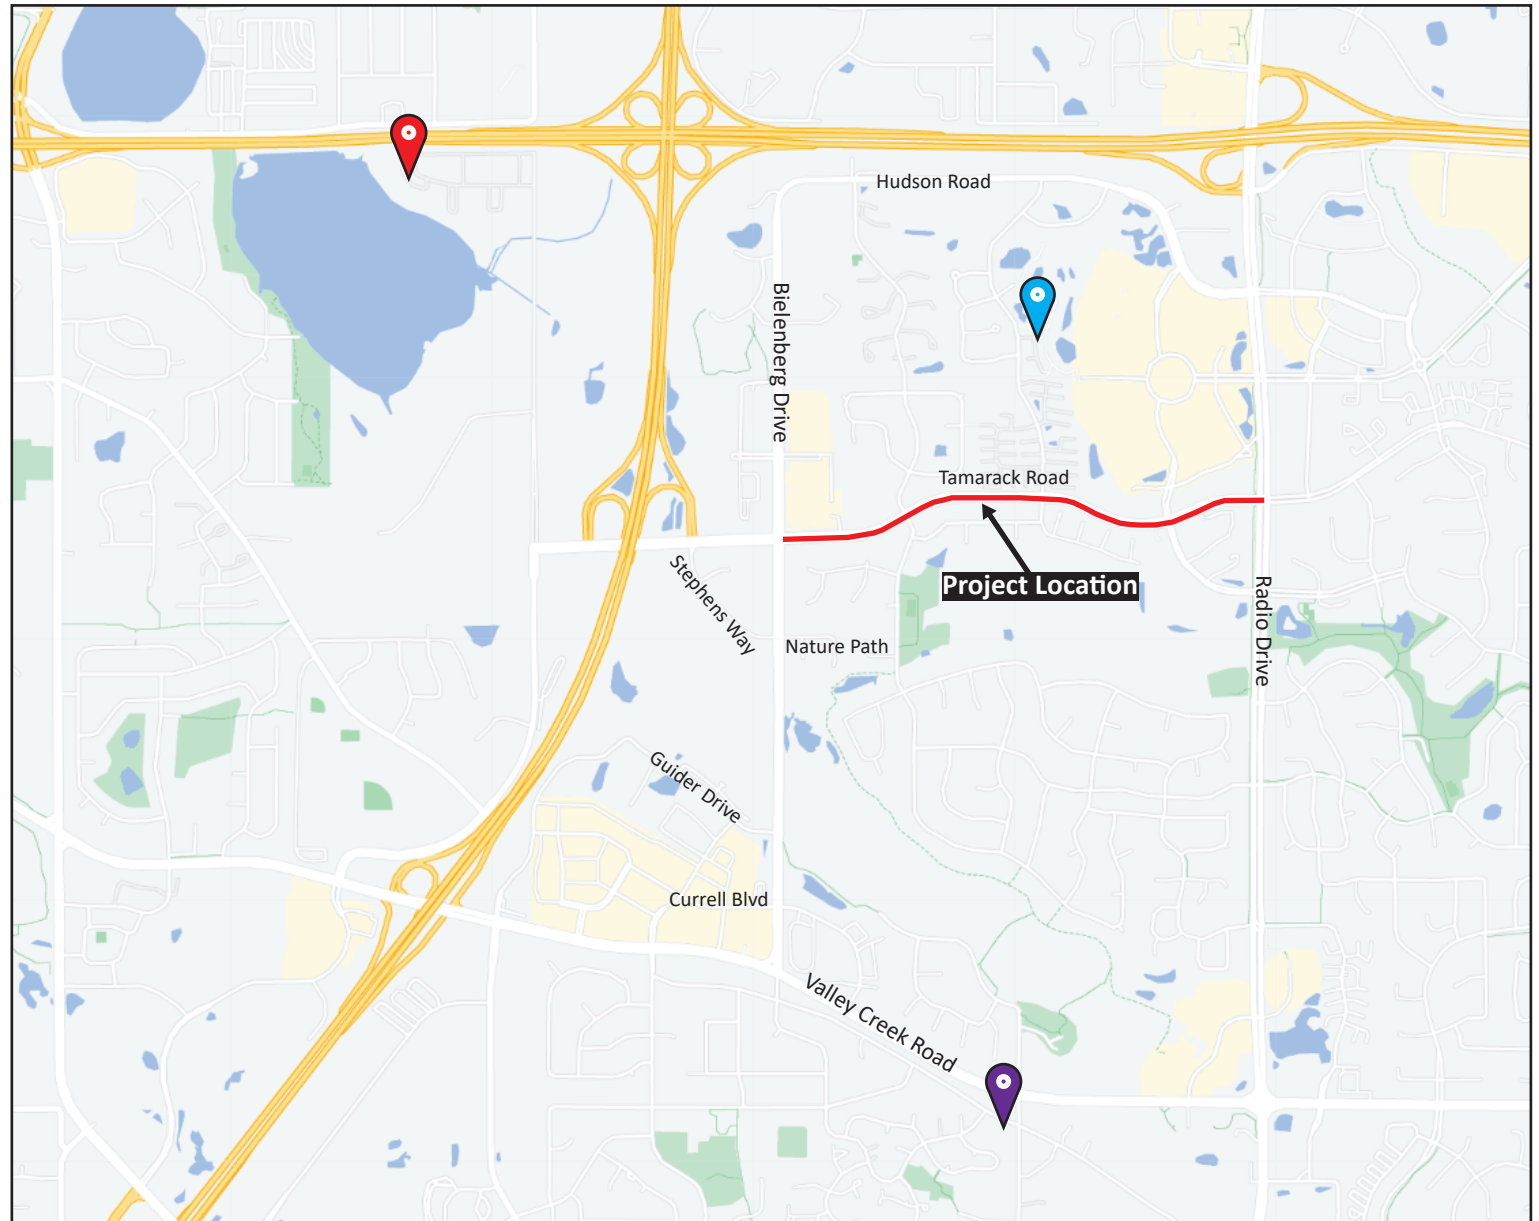 Hudson Road
Bielenberg Drive
Tamarack Road
Project Location
Stephens Way
Radio Drive
Nature Path
Guider Drive
Currell Blvd
Valley Creek Road